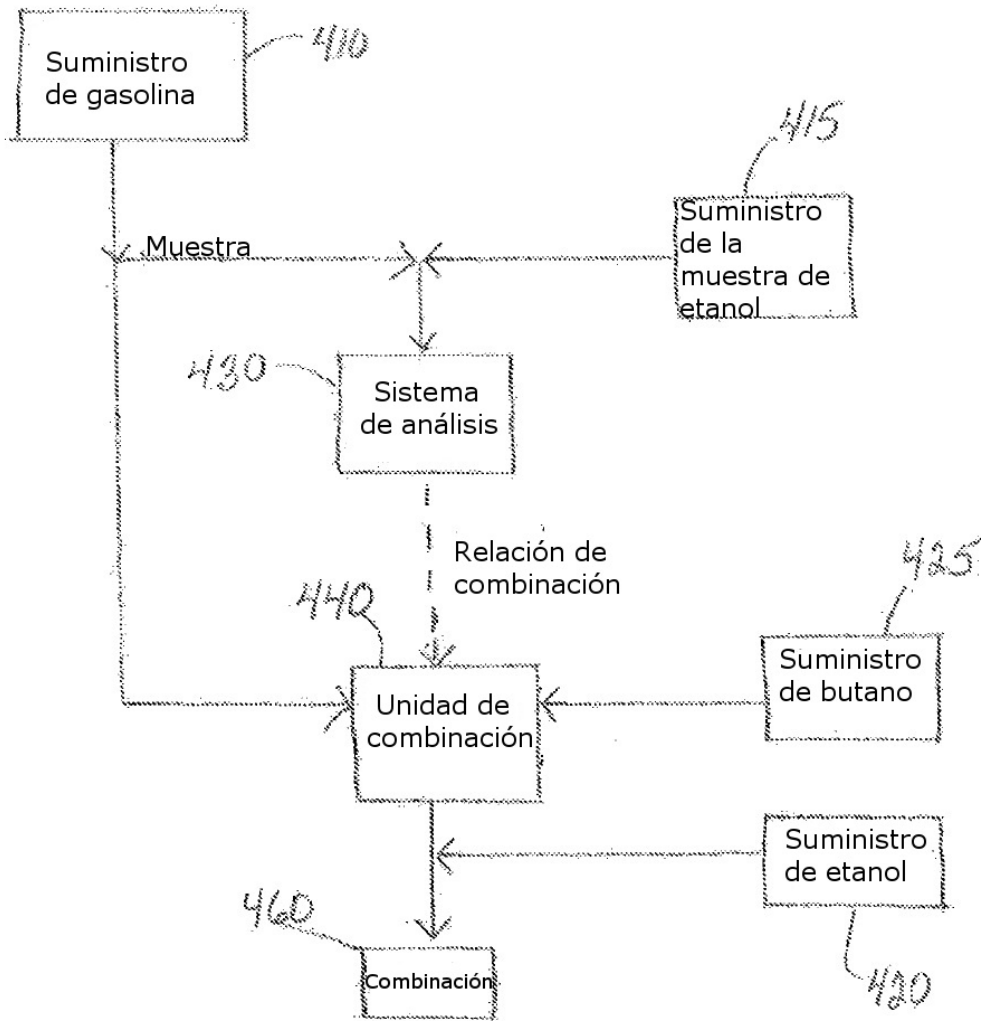 Suministro
de gasolina
410
415
Suministro
de la
muestra de
etanol
Muestra
430
Sistema
de análisis
Relación de
combinación
425
440
Suministro
de butano
Unidad de
combinación
Suministro
de etanol
460
Combinación
420